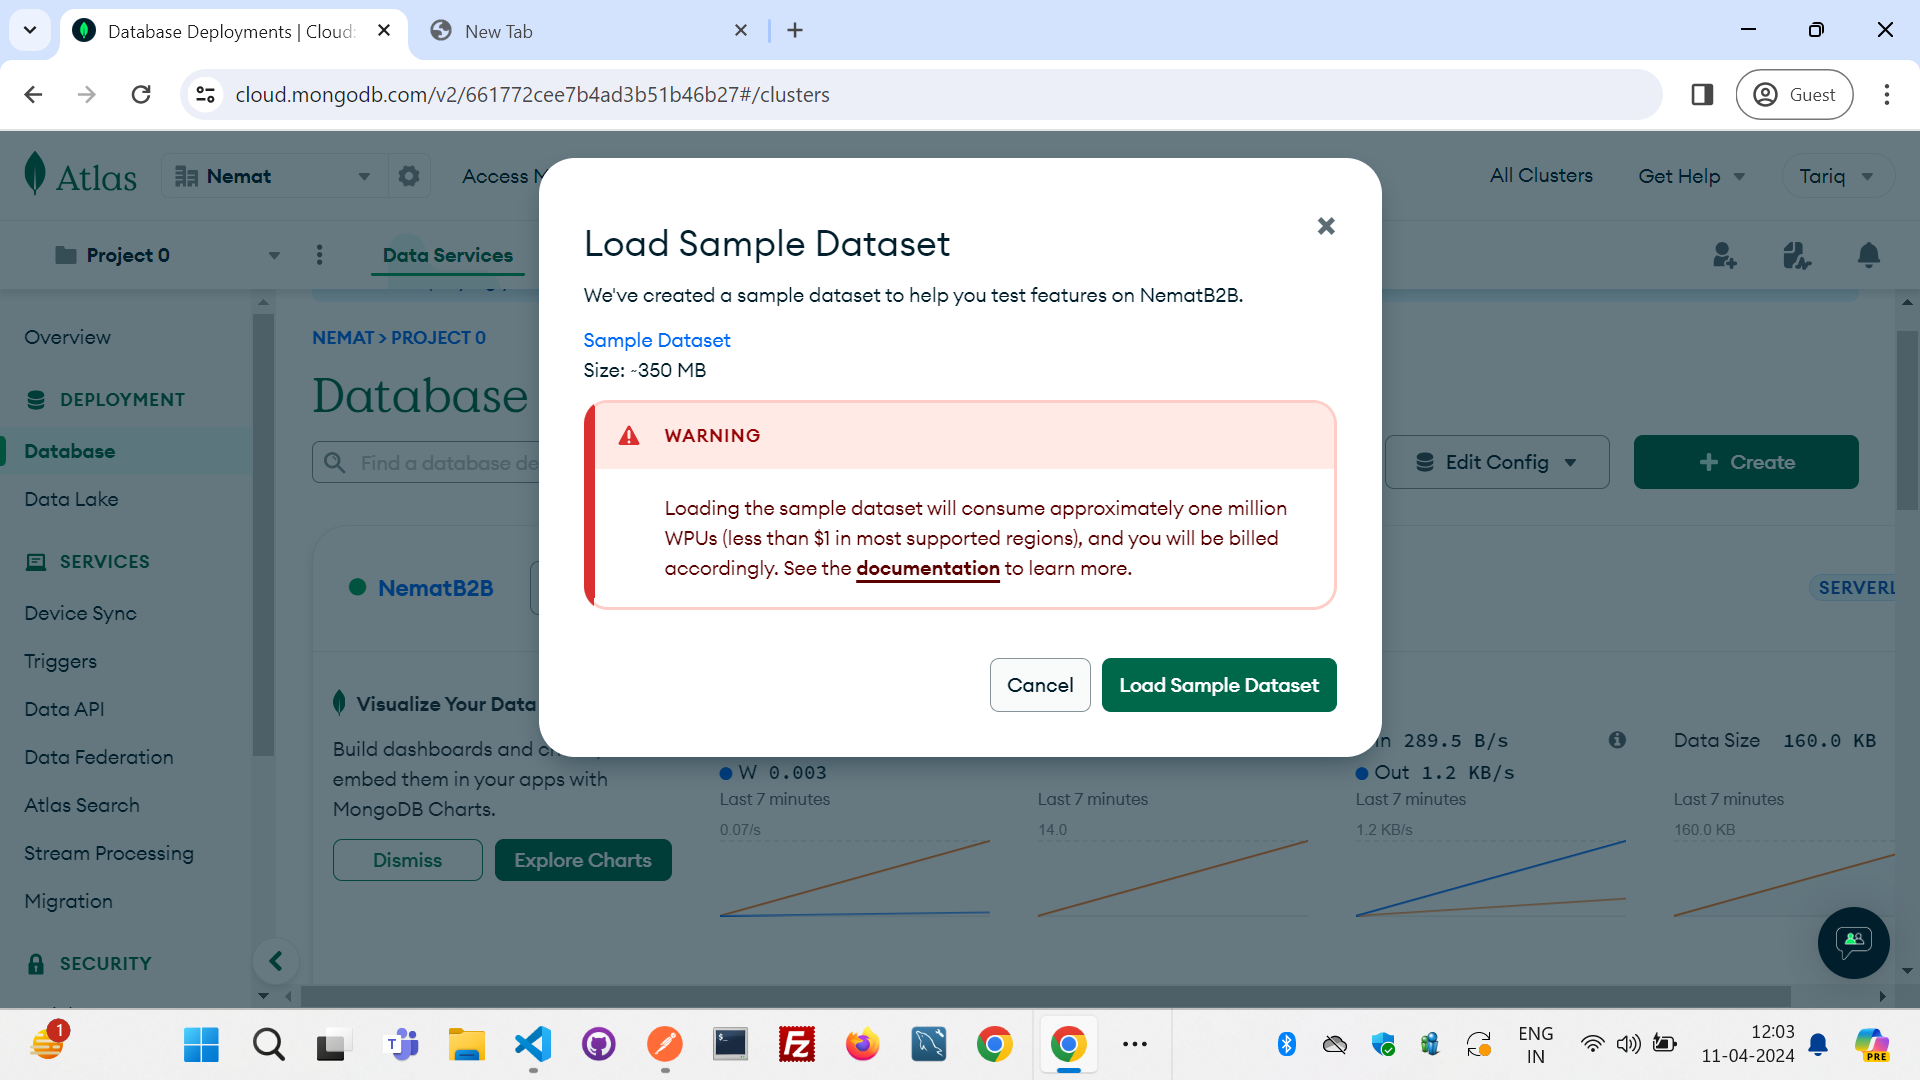 Database Deployments | Cloud:
New Tab
cloud.mongodb.com/v2/661772cee7b4ad3b51b46b27#/clusters
Guest
Atlas
Nemat
Access
All Clusters
Get Help
Tariq
Project 0
Data Services
Load Sample Dataset
We've created a sample dataset to help you test features on NematB2B.
Sample Dataset
Size: ~350 MB
WARNING
Loading the sample dataset will consume approximately one million
WPUs (less than $1 in most supported regions), and you will be billed
accordingly. See the documentation to learn more.
Cancel
Load Sample Dataset
Overview
DEPLOYMENT
Database
Data Lake
SERVICES
Device Sync
Triggers
Data API
Data Federation
Atlas Search
Stream Processing
Migration
SECURITY
NEMAT > PROJECT 0
Database
Find a database de
Edit Config
+ Create
NematB2B
SERVERL
Visualize Your Data
Build dashboards and
embed them in your apps with
MongoDB Charts.
Dismiss
Explore Charts
W 0.003
Last 7 minutes
0.07/s
Last 7 minutes
14.0
In 289.5 B/s
Out 1.2 KB/s
Last 7 minutes
1.2 KB/s
Data Size 160.0 KB
Last 7 minutes
160.0 KB
1
ENG
IN
12:03
11-04-2024
PRE